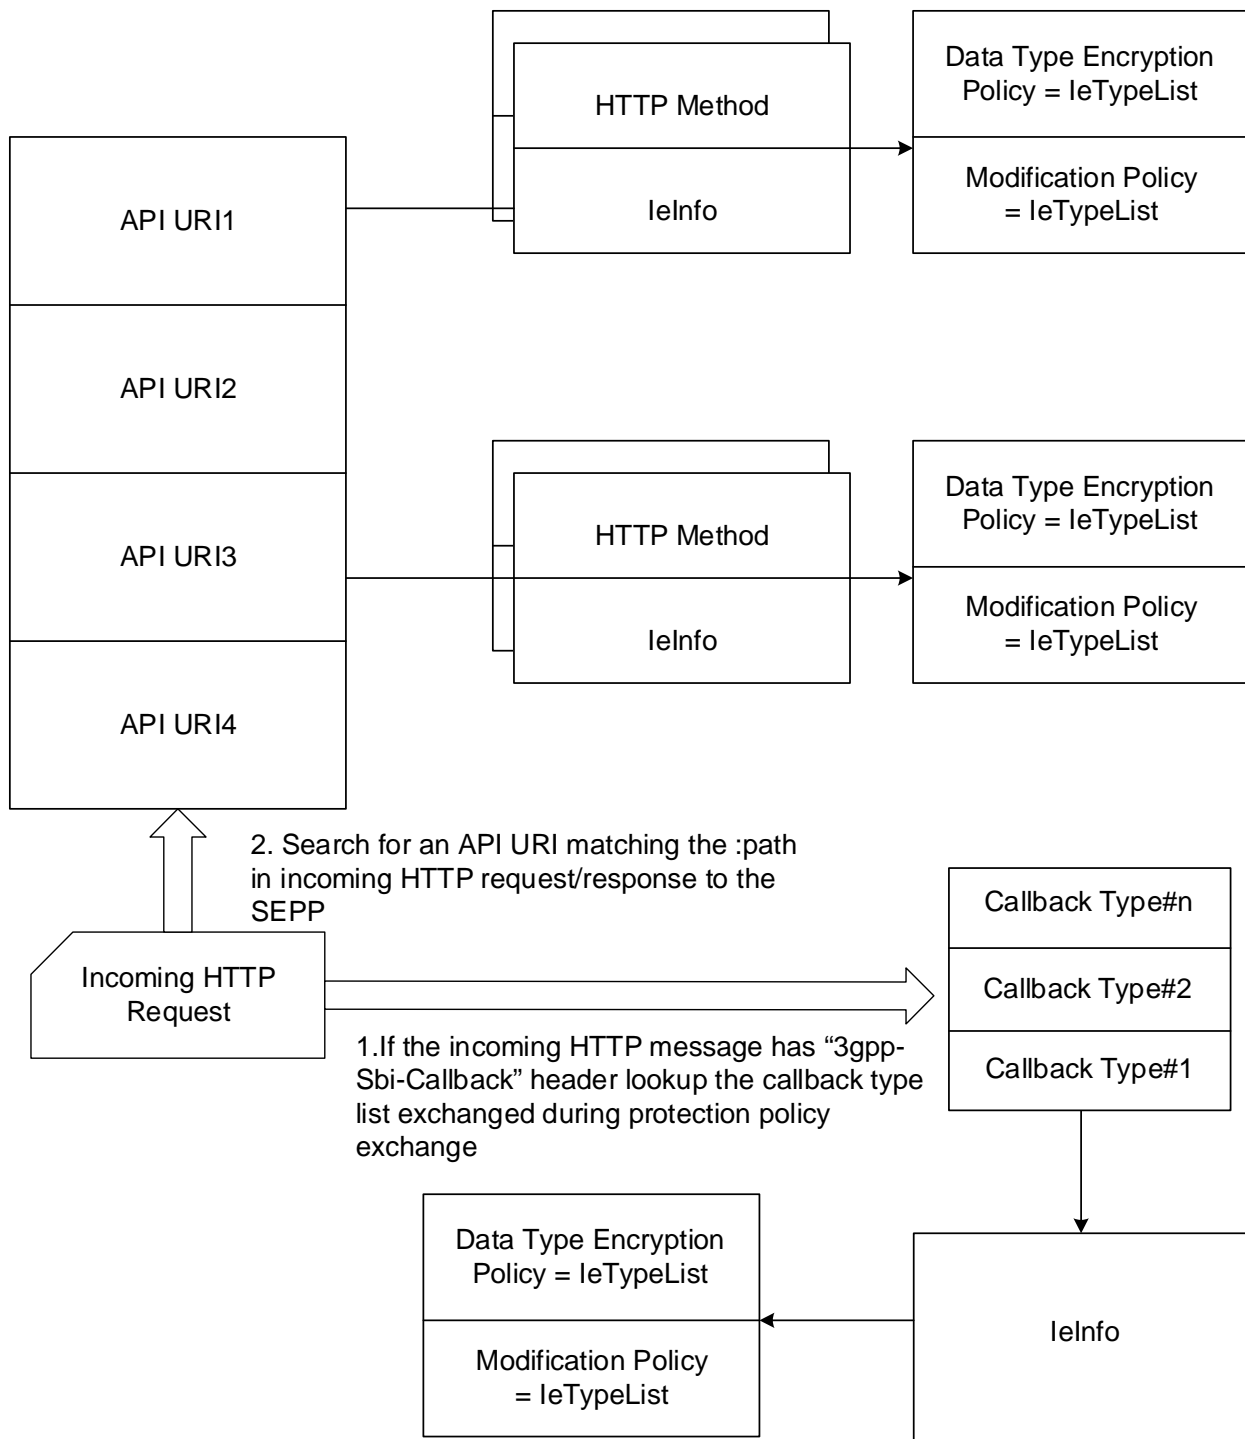 Data Type Encryption
Policy = IeTypeList
HTTP Method
Modification Policy
= IeTypeList
IeInfo
API URI1
API URI2
Data Type Encryption
Policy = IeTypeList
HTTP Method
API URI3
Modification Policy
= IeTypeList
IeInfo
API URI4
2. Search for an API URI matching the :path
in incoming HTTP request/response to the
SEPP
Callback Type#n
Incoming HTTP
Request
Callback Type#2
1.If the incoming HTTP message has “3gpp-
Sbi-Callback” header lookup the callback type
list exchanged during protection policy
exchange
Callback Type#1
Data Type Encryption
Policy = IeTypeList
IeInfo
Modification Policy
= IeTypeList